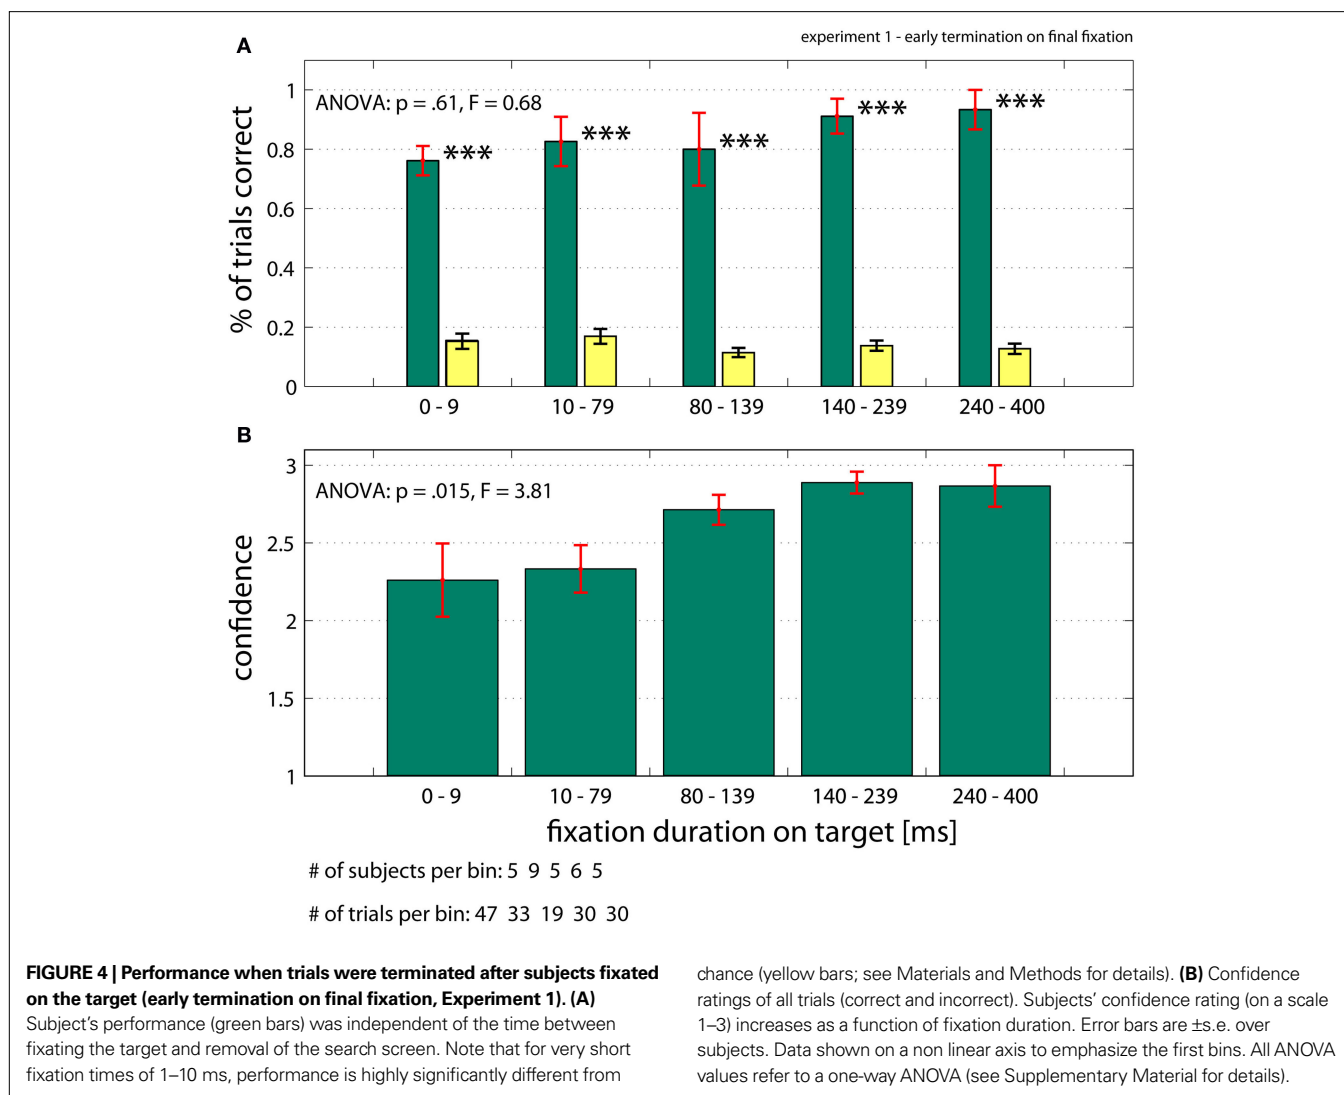 A
experiment 1 - early termination on final fixation
ANOVA: p = .61, F = 0.68
% of trials correct
1
0.8
0.6
0.4
0.2
0
*** *** *** *** ***
0 - 9 10 - 79 80 - 139 140 - 239 240 - 400
B
ANOVA: p = .015, F = 3.81
confidence
3
2.5
2
1.5
1
0 - 9 10 - 79 80 - 139 140 - 239 240 - 400
fixation duration on target [ms]
# of subjects per bin: 5 9 5 6 5
# of trials per bin: 47 33 19 30 30
FIGURE 4 | Performance when trials were terminated after subjects fixated
on the target (early termination on final fixation, Experiment 1). (A)
Subject's performance (green bars) was independent of the time between
fixating the target and removal of the search screen. Note that for very short
fixation times of 1–10 ms, performance is highly significantly different from
chance (yellow bars; see Materials and Methods for details). (B) Confidence
ratings of all trials (correct and incorrect). Subjects' confidence rating (on a scale
1–3) increases as a function of fixation duration. Error bars are ±s.e. over
subjects. Data shown on a non linear axis to emphasize the first bins. All ANOVA
values refer to a one-way ANOVA (see Supplementary Material for details).